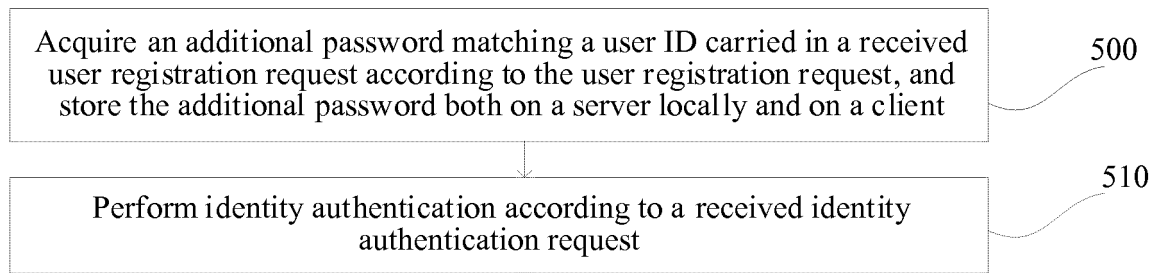 Acquire an additional password matching a user ID carried in a received
user registration request according to the user registration request, and
store the additional password both on a server locally and on a client
500
Perform identity authentication according to a received identity
authentication request
510